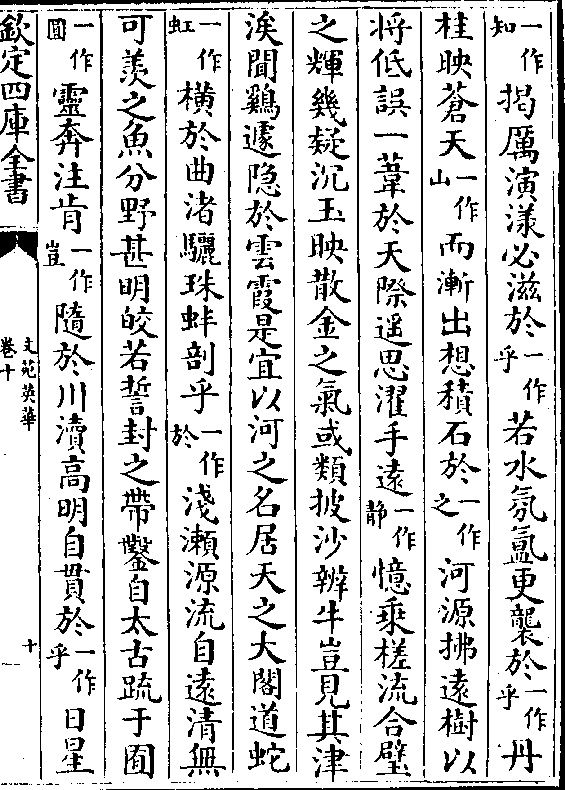 一作知揭厲演漾必滋於一作乎若水氛氳更襲於一作乎丹
桂映蒼天一作山而漸出想積石於一作之河源拂遠樹以
将低誤一葦於天際遥思濯手遠一作静憶乘槎流合璧
之輝幾疑沉玉映散金之氣或類披沙辨牛豈見其津
涘聞鷄遽隐於雲霞是宜以河之名居天之大閣道蛇
一作虹横於曲渚驪珠蚌剖乎一作於淺瀨源流自遠清無
可羨之魚分野甚明皎若誓封之帶鑿自太古䟽于囿
一作圓靈奔注肯一作豈隨於川瀆高明自貫於一作乎日星
欽定四庫全書
文苑英華
卷十
十一